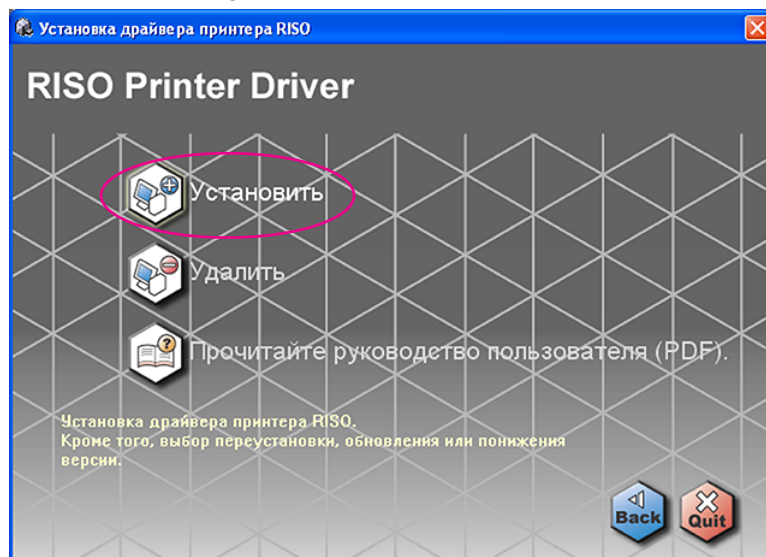 Установка драйвера принтера RISO
RISO Printer Driver
Установить
Удалить
Прочитайте руководство пользователя (PDF).
Установка драйвера принтера RISO.
Кроме того, выбор переустановки, обновления или понижения
версии.
Back
Quit